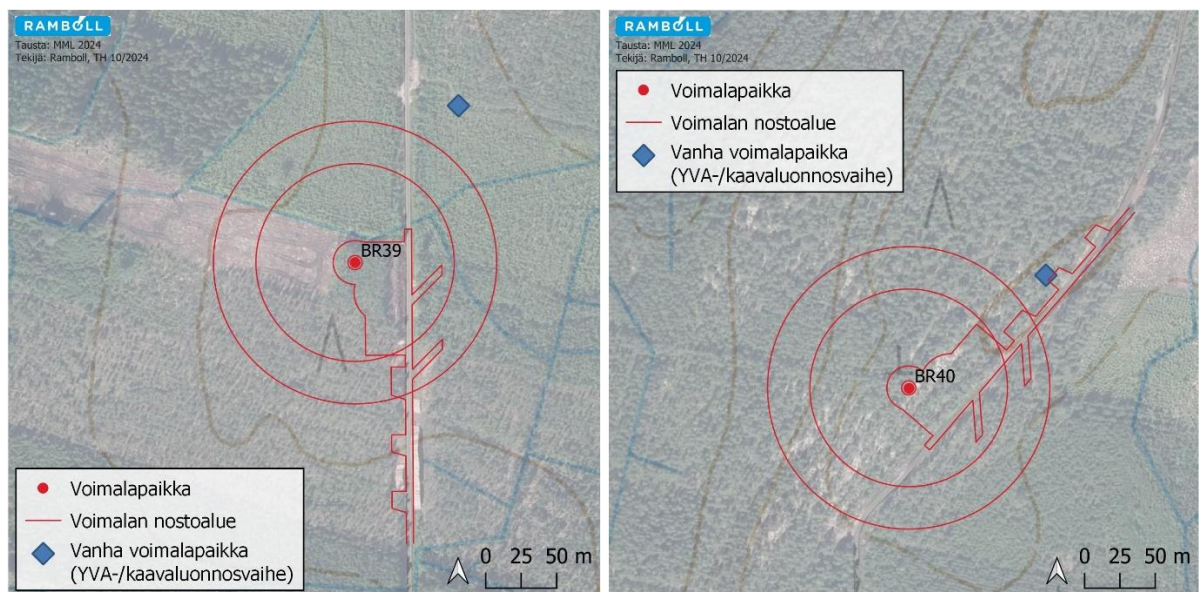 RAMBOLL
Tausta: MML 2024
Tekijä: Ramboll, TH 10/2024
BR39
Voimalapaikka
Voimalan nostoalue
Vanha voimalapaikka
(YVA-/kaavaluonnosvaihe)
0 25 50 m
RAMBOLL
Tausta: MML 2024
Tekijä: Ramboll, TH 10/2024
Voimalapaikka
Voimalan nostoalue
Vanha voimalapaikka
(YVA-/kaavaluonnosvaihe)
BR40
0 25 50 m